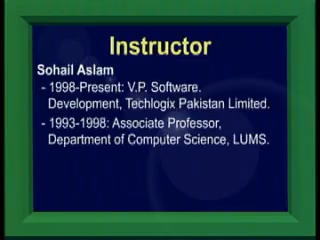 Instructor
Sohail Aslam
- 1998-Present: V.P. Software.
Development, Techlogix Pakistan Limited.
- 1993-1998: Associate Professor,
Department of Computer Science, LUMS.